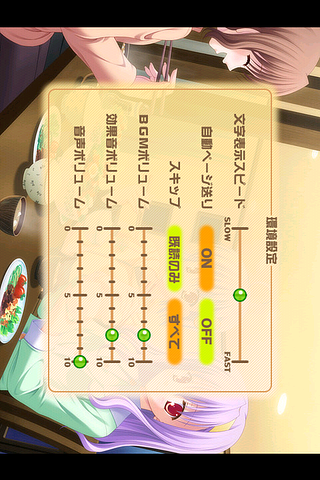 環境設定
文字表示スピード
SLOW FAST
自動ページ送り ON OFF
スキップ 既読のみ すべて
BGMボリューム 0 5 10
効果音ボリューム 0 5 10
音声ボリューム 0 5 10